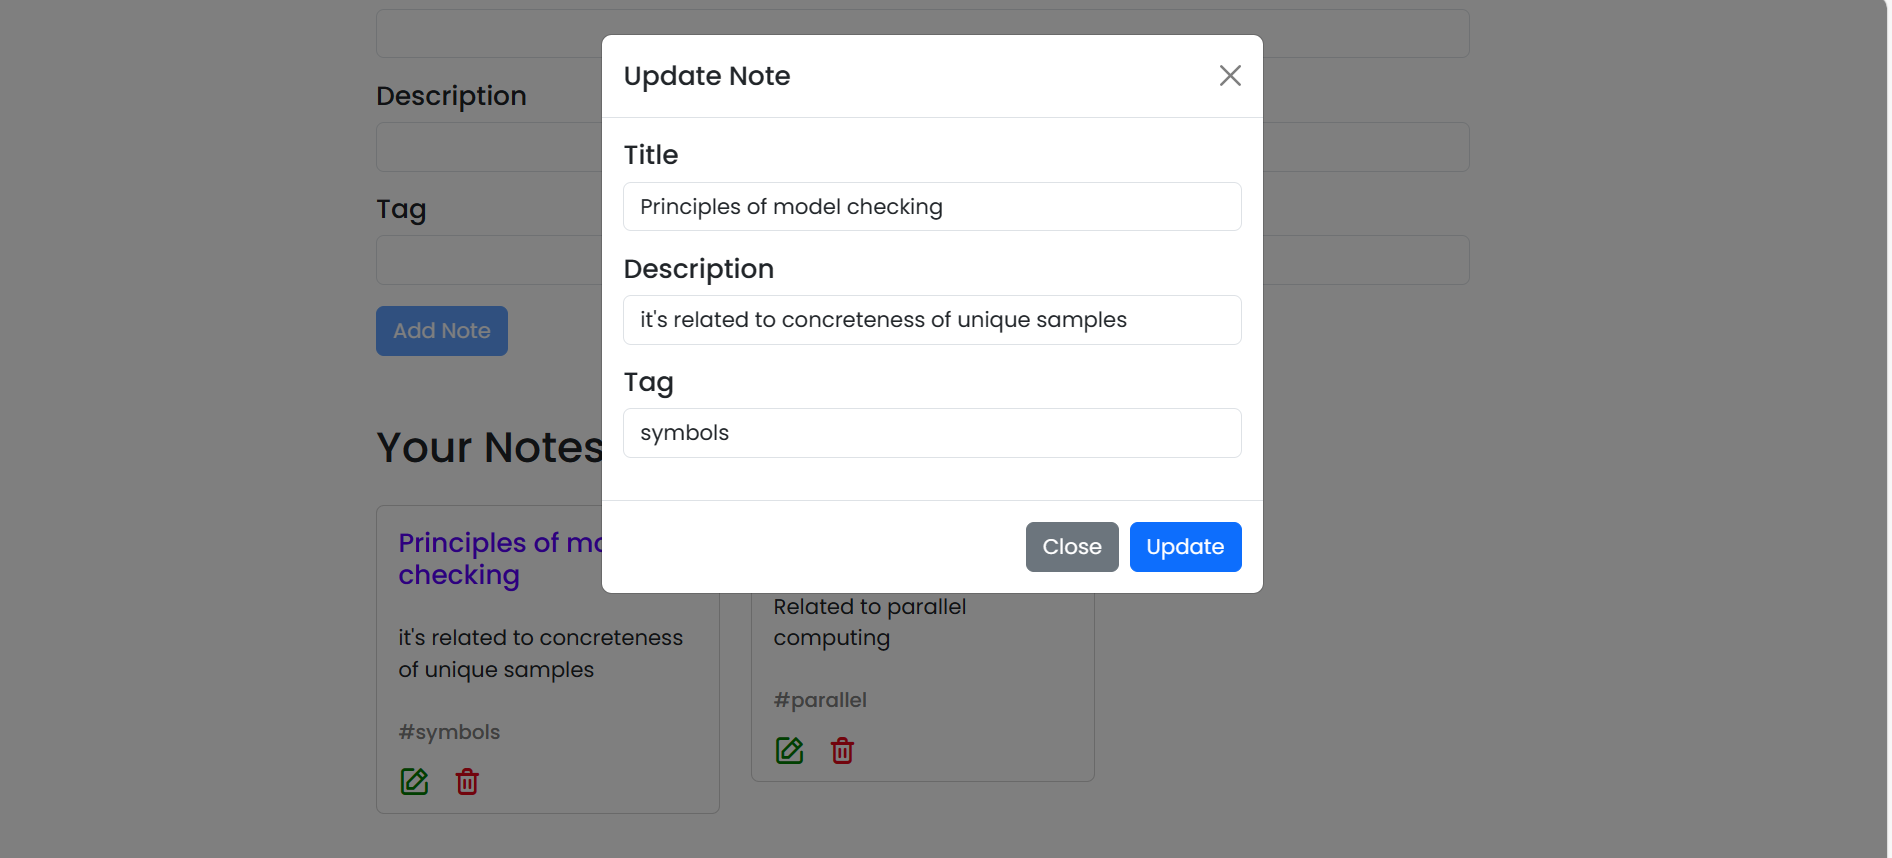 Update Note
Title
Principles of model checking
Description
it's related to concreteness of unique samples
Tag
symbols
Close
Update
Description
Tag
Add Note
Your Notes
Principles of
checking
it's related to concreteness
of unique samples
#symbols
Related to parallel
computing
#parallel